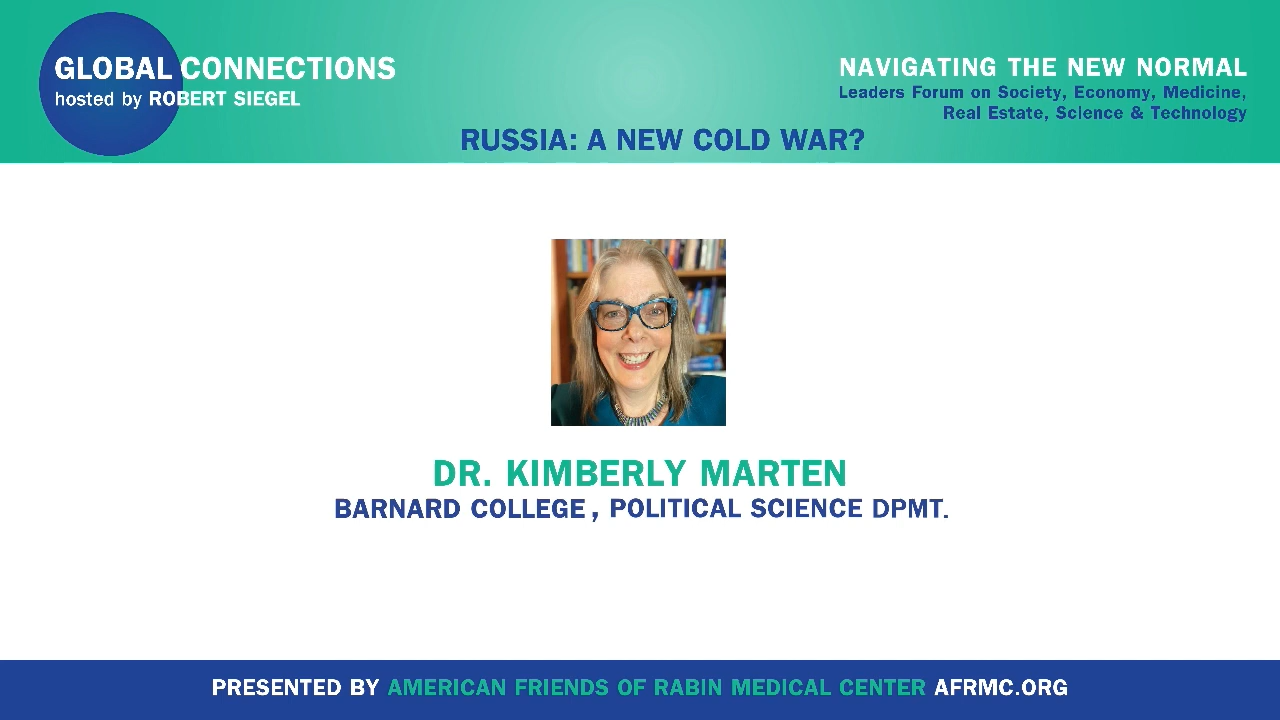 GLOBAL CONNECTIONS
hosted by ROBERT SIEGEL
NAVIGATING THE NEW NORMAL
Leaders Forum on Society, Economy, Medicine,
Real Estate, Science & Technology
RUSSIA: A NEW COLD WAR?
DR. KIMBERLY MARTEN
BARNARD COLLEGE, POLITICAL SCIENCE DPMT.
PRESENTED BY AMERICAN FRIENDS OF RABIN MEDICAL CENTER AFRMC.ORG